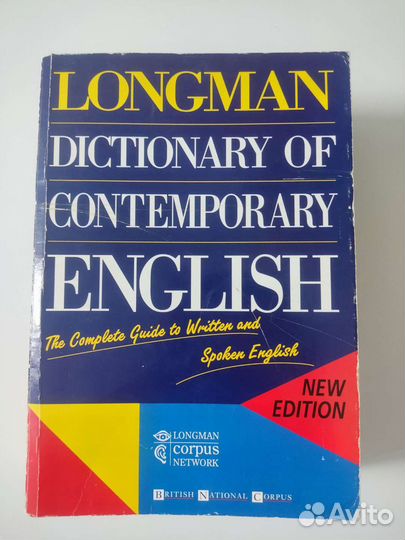 LONGMAN
DICTIONARY OF
CONTEMPORARY
ENGLISH
The Complete Guide to Written and
Spoken English
NEW
EDITION
LONGMAN
corpus
NETWORK
BRITISH NATIONAL CORPUS
Avito